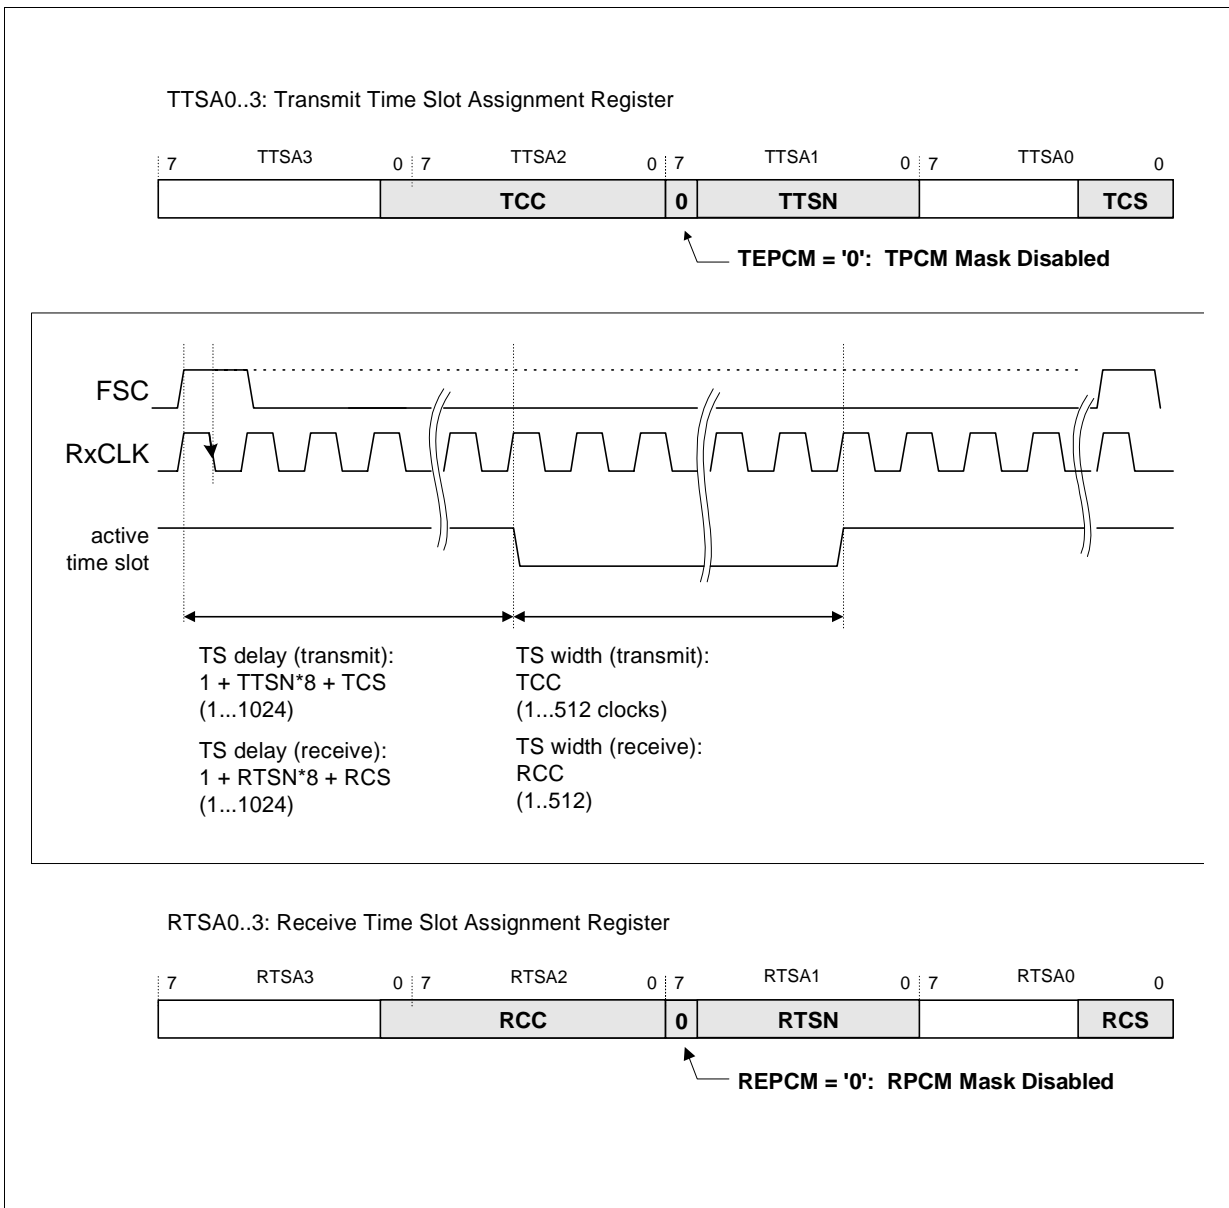 TTSA0..3: Transmit Time Slot Assignment Register
7 TTSA3 0 7 TTSA2 0 7 TTSA1 0 7 TTSA0 0
TCC 0 TTSN TCS
TEPCM = '0': TPCM Mask Disabled
FSC
RxCLK
active
time slot
TS delay (transmit):
1 + TTSN*8 + TCS
(1...1024)
TS width (transmit):
TCC
(1...512 clocks)
TS delay (receive):
1 + RTSN*8 + RCS
(1...1024)
TS width (receive):
RCC
(1..512)
RTSA0..3: Receive Time Slot Assignment Register
7 RTSA3 0 7 RTSA2 0 7 RTSA1 0 7 RTSA0 0
RCC 0 RTSN RCS
REPCM = '0': RPCM Mask Disabled